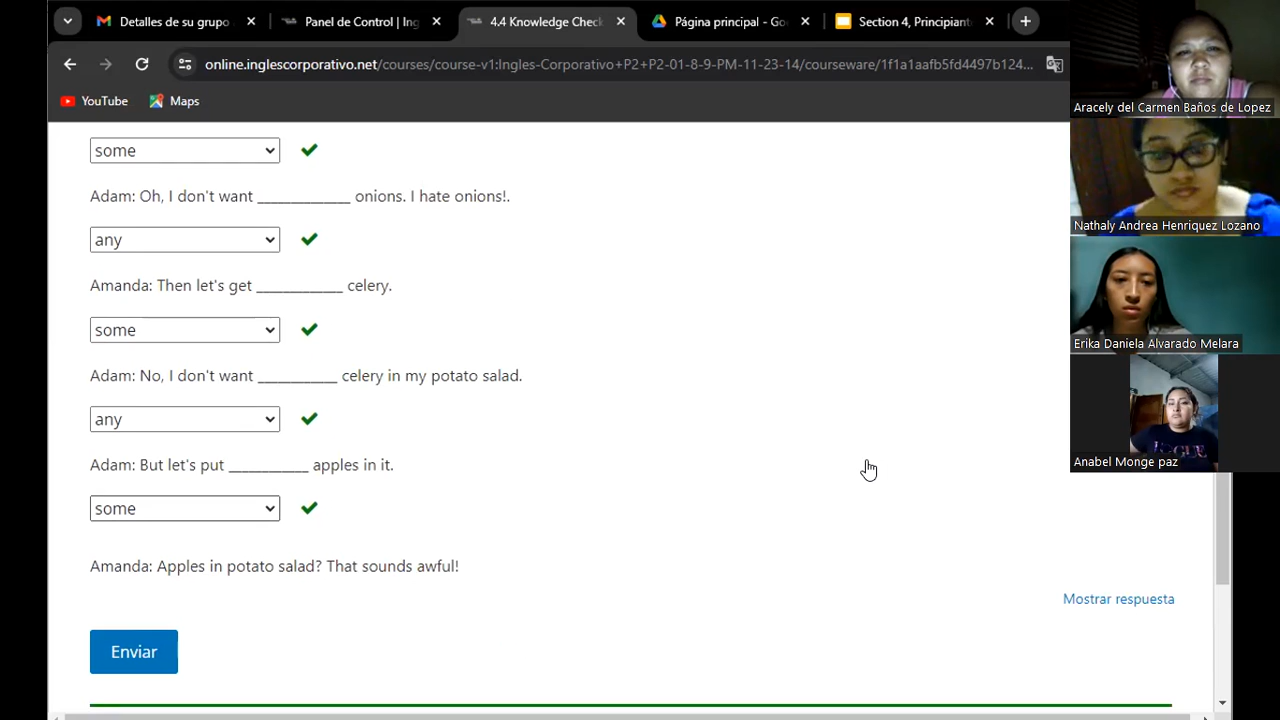 Detalles de su grupo
Panel de Control | Ing
4.4 Knowledge Chec
Página principal - Go
Section 4, Principiant
online.inglescorporativo.net/courses/course-v1:Ingles-Corporativo+P2+P2-01-8-9-PM-11-23-14/courseware/1f1a1aafb5fd4497b124...
YouTube
Maps
some
Adam: Oh, I don't want ____________ onions. I hate onions!.
any
Amanda: Then let's get ___________ celery.
some
Adam: No, I don't want __________ celery in my potato salad.
any
Adam: But let's put __________ apples in it.
some
Amanda: Apples in potato salad? That sounds awful!
Mostrar respuesta
Enviar
Aracely del Carmen Baños de Lopez
Nathaly Andrea Henriquez Lozano
Erika Daniela Alvarado Melara
VOGUE
Anabel Monge paz